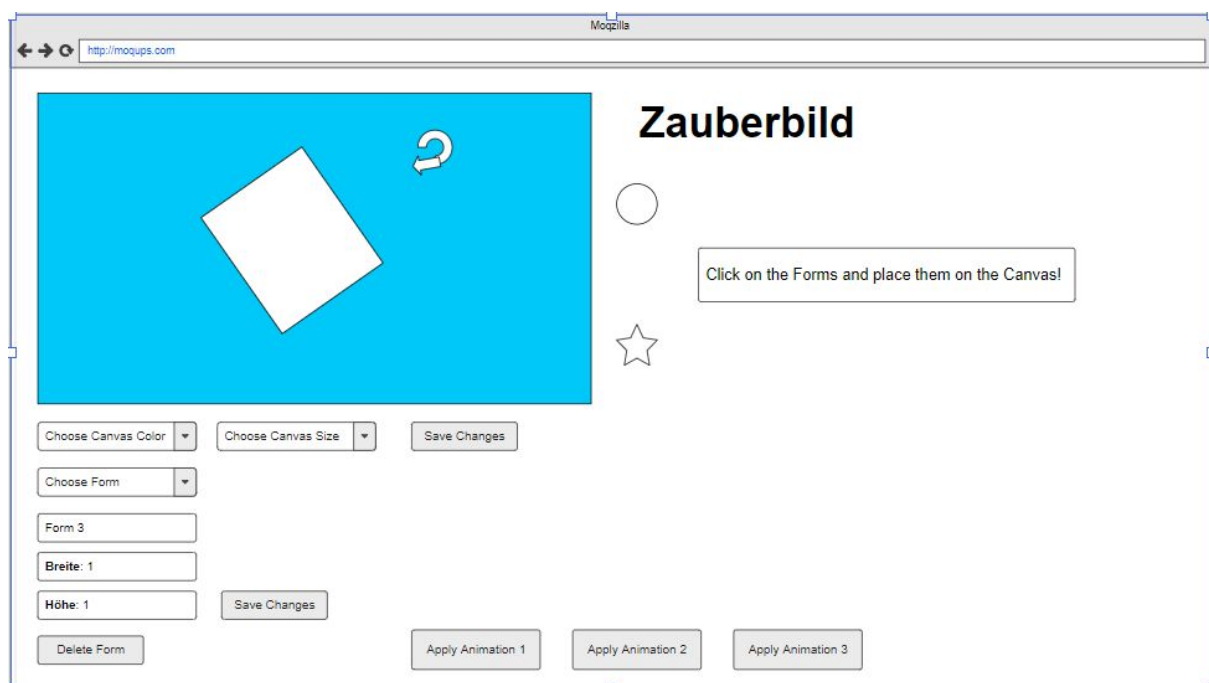 Moqzilla
http://moqups.com
Zauberbild
Click on the Forms and place them on the Canvas!
Choose Canvas Color
Choose Canvas Size
Save Changes
Choose Form
Form 3
Breite: 1
Höhe: 1
Save Changes
Delete Form
Apply Animation 1
Apply Animation 2
Apply Animation 3